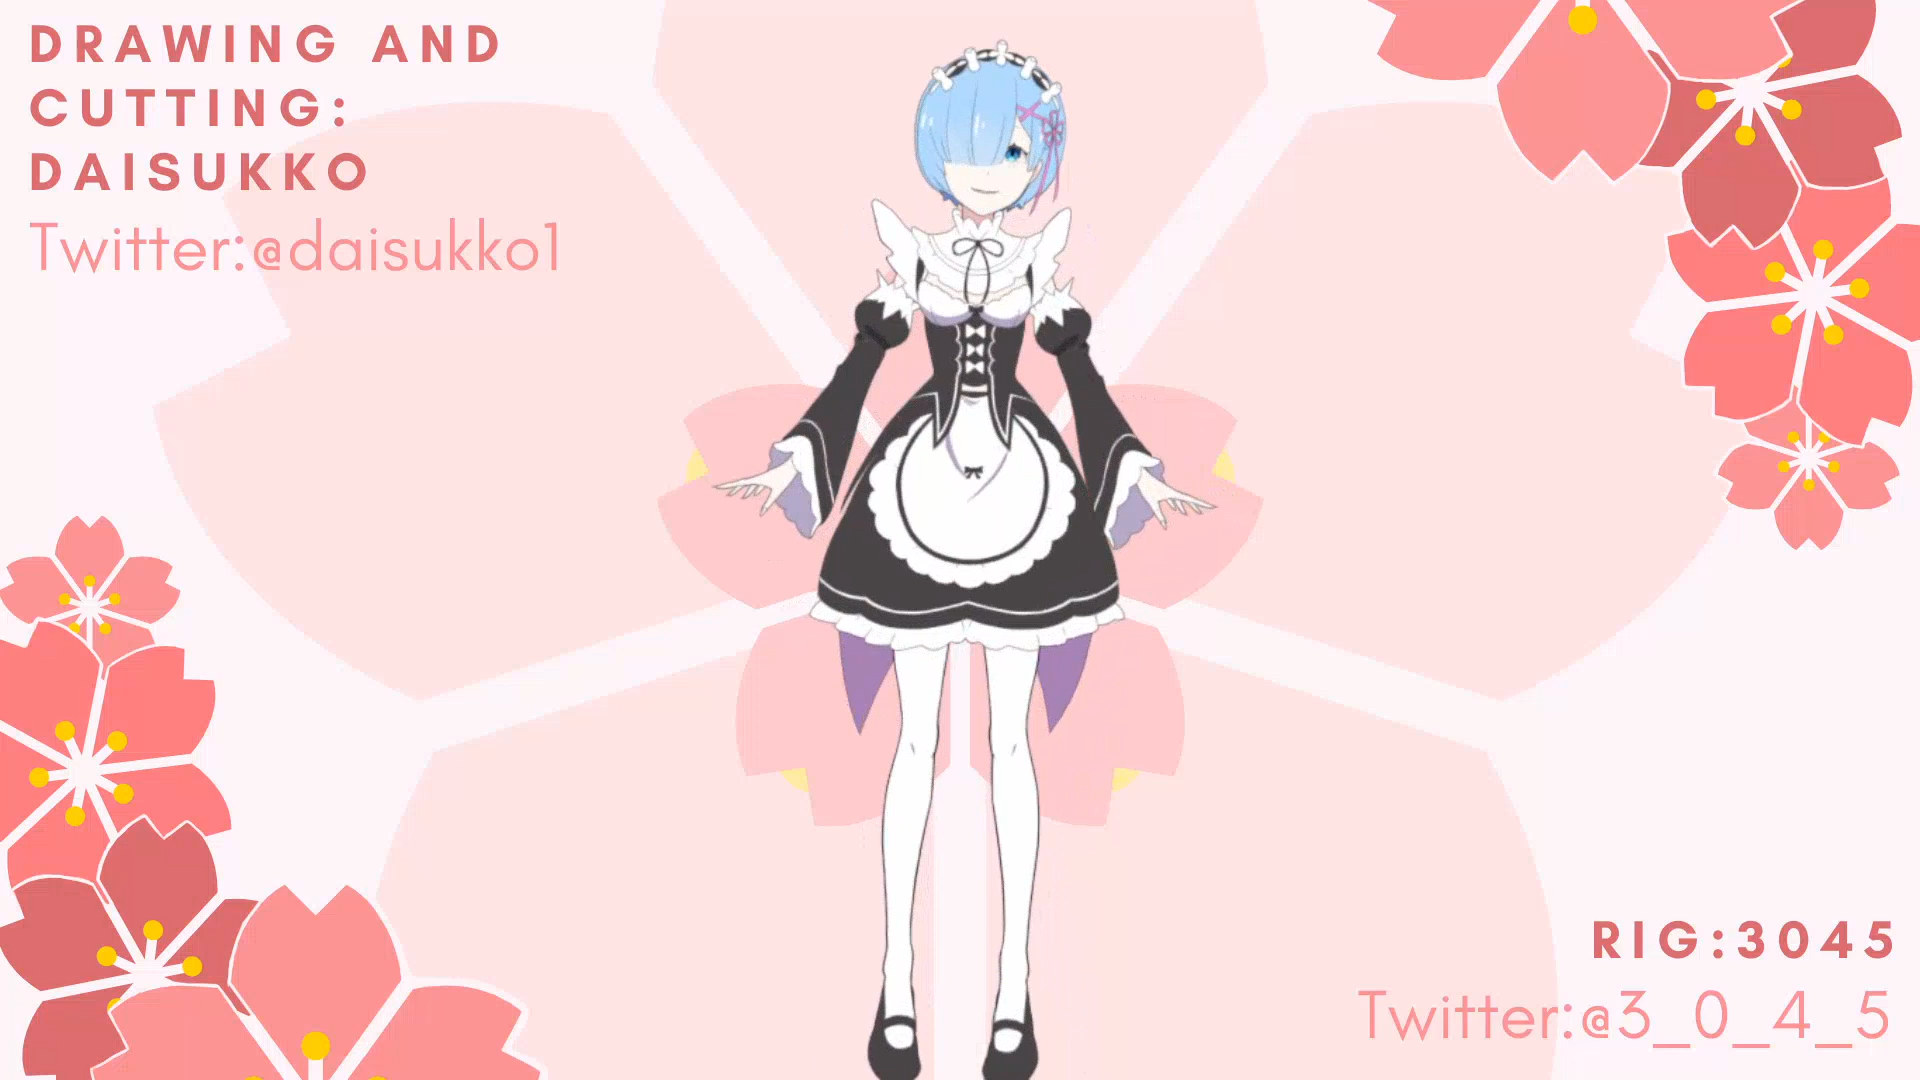 DRAWING AND
CUTTING:
DAISUKKO
Twitter:@daisukko1
RIG:3045
Twitter:@3_0_4_5